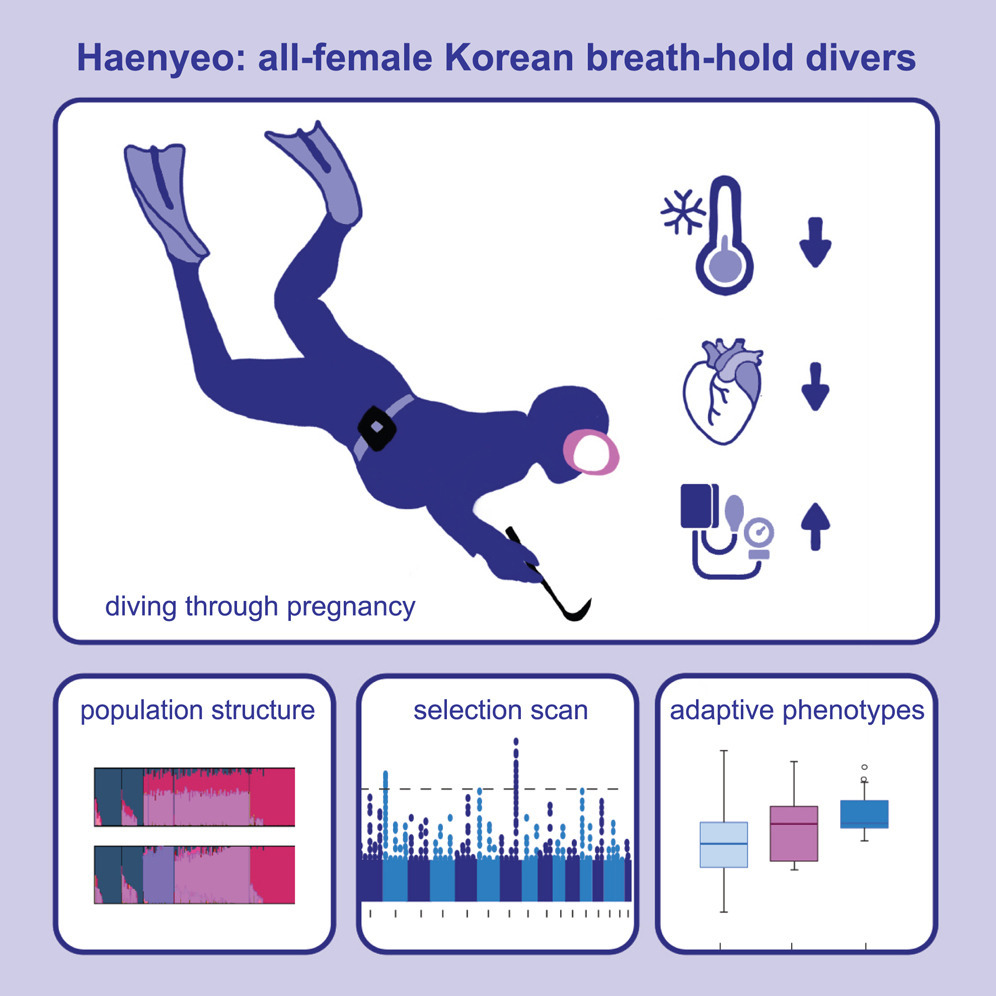 Haenyeo: all-female Korean breath-hold divers
diving through pregnancy
population structure
selection scan
adaptive phenotypes